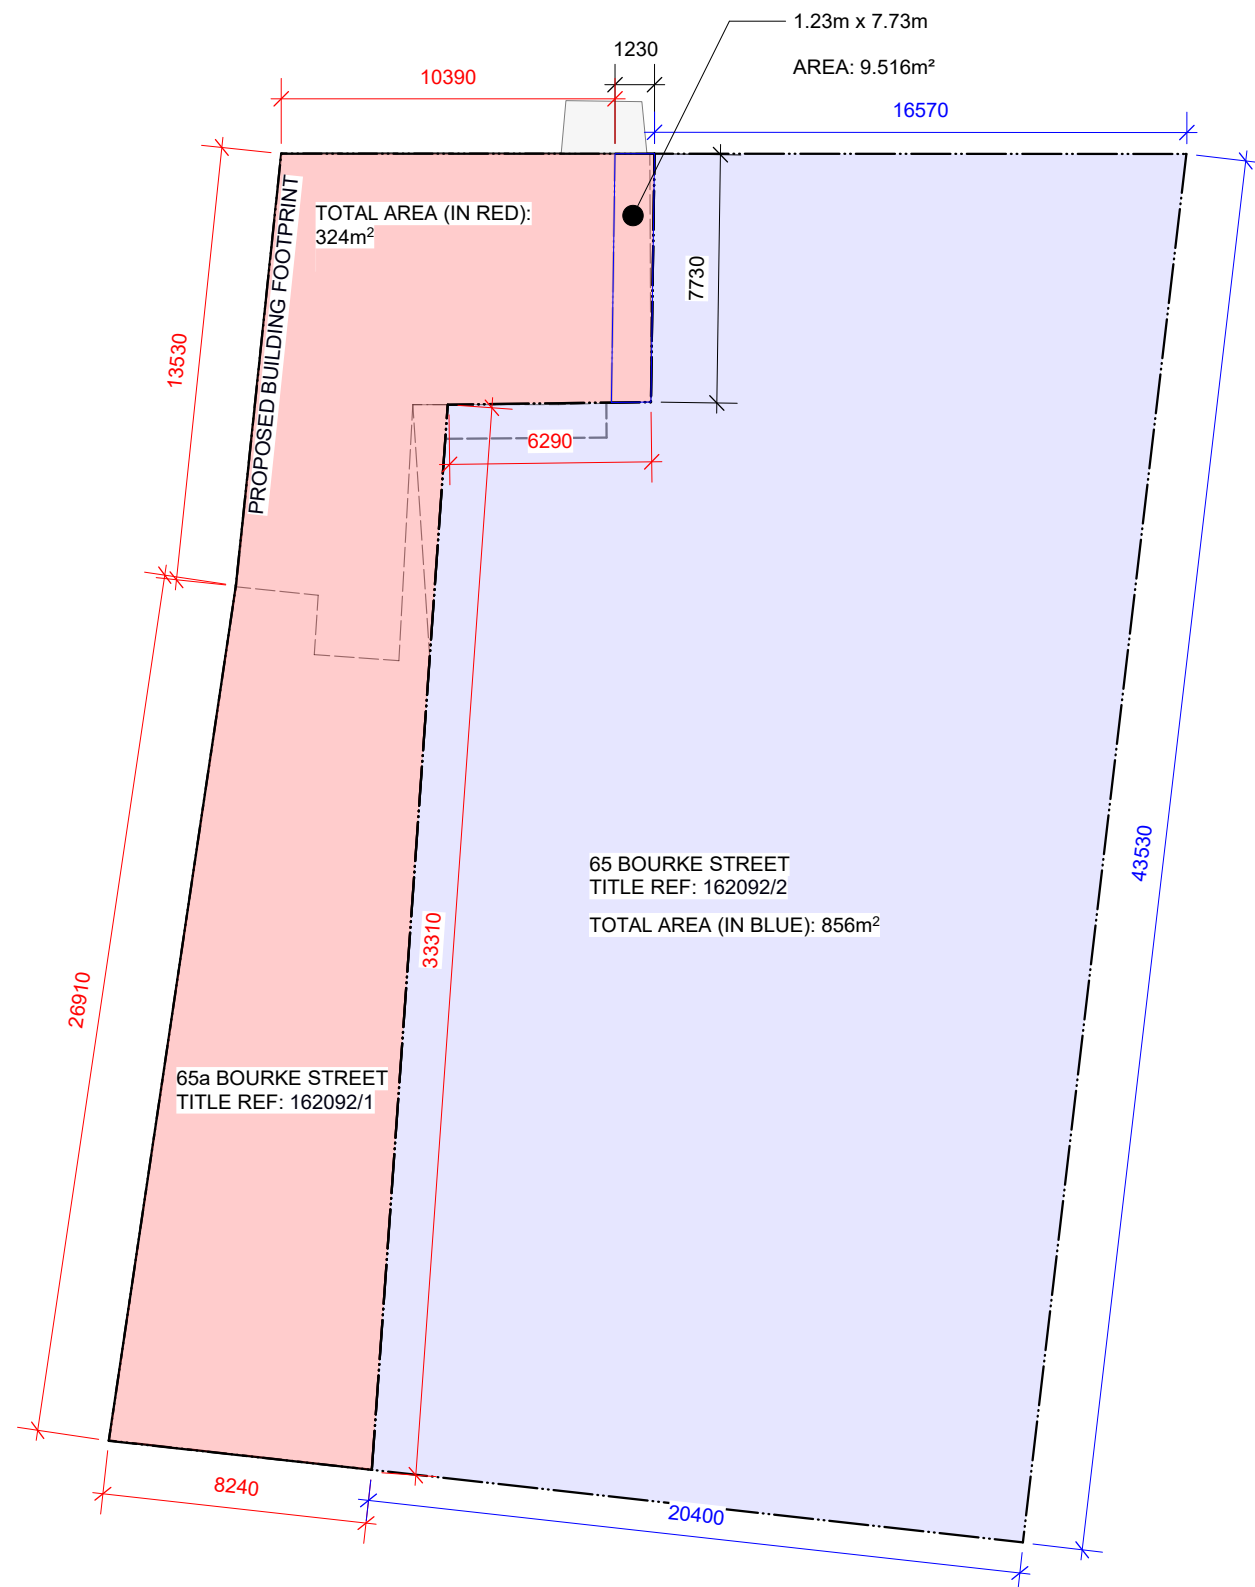 1.23m x 7.73m
1230
AREA: 9.516m²
10390
16570
TOTAL AREA (IN RED):
324m²
PROPOSED BUILDING FOOTPRINT
7730
13530
6290
65 BOURKE STREET
TITLE REF: 162092/2
TOTAL AREA (IN BLUE): 856m²
43530
33310
26910
65a BOURKE STREET
TITLE REF: 162092/1
8240
20400